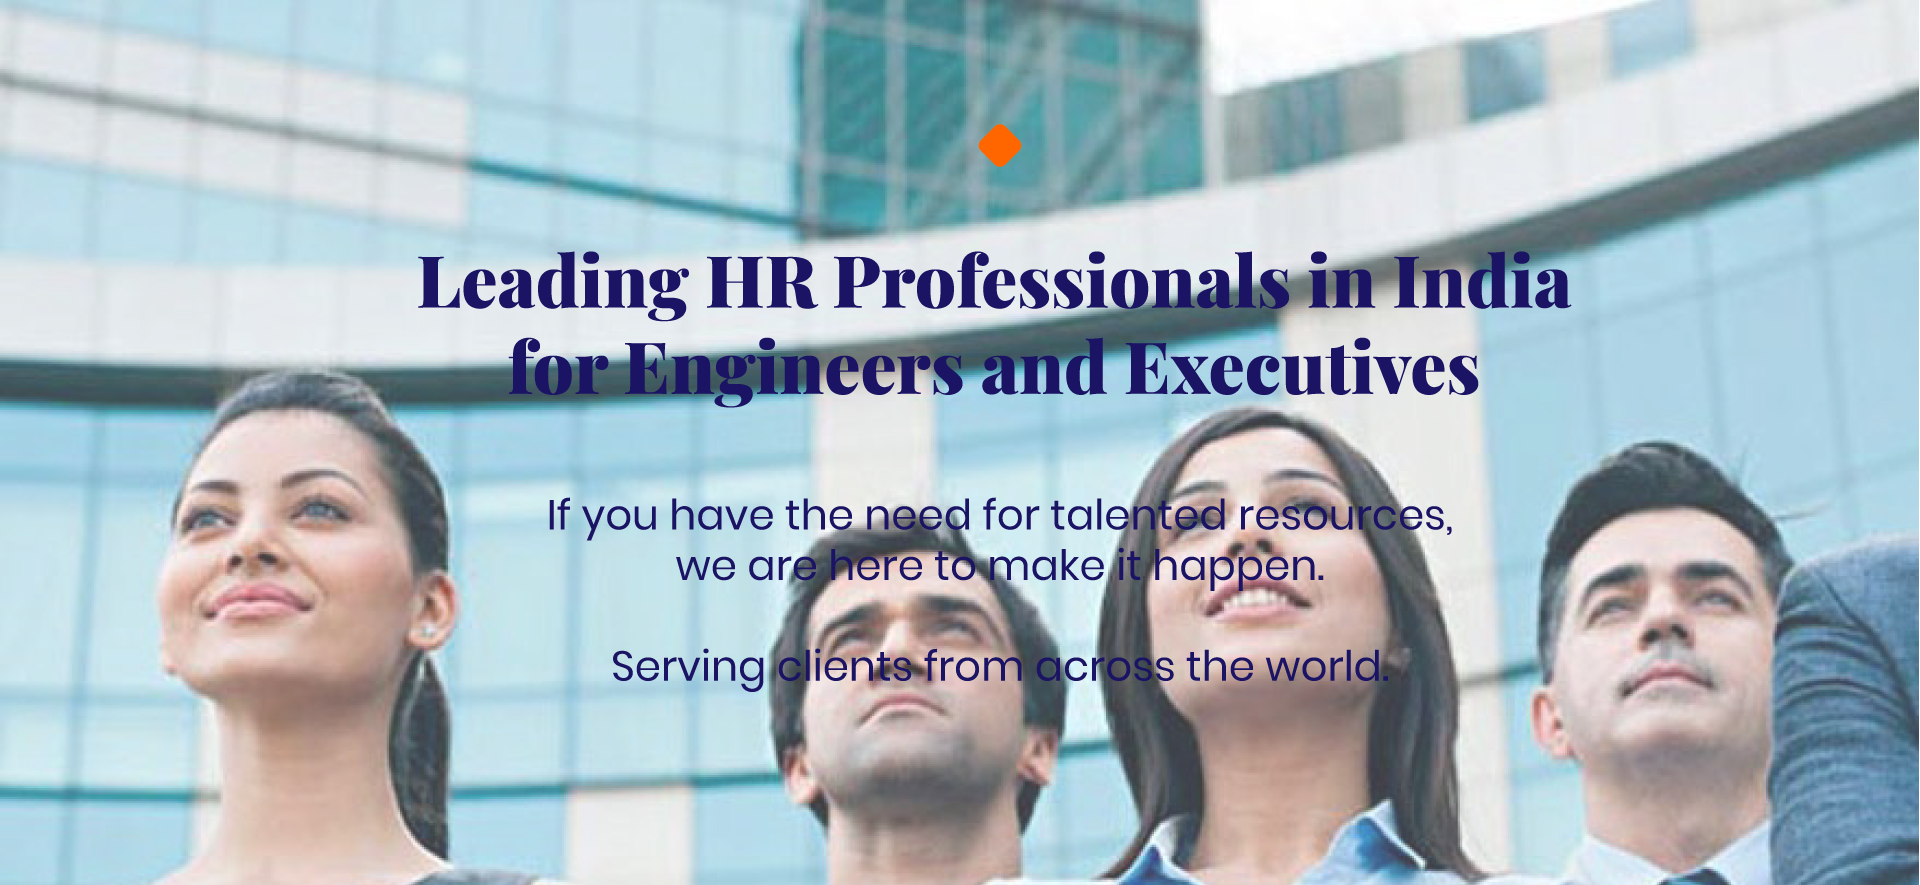 Leading HR Professionals in India
for Engineers and Executives
If you have the need for talented resources,
we are here to make it happen.
Serving clients from across the world.